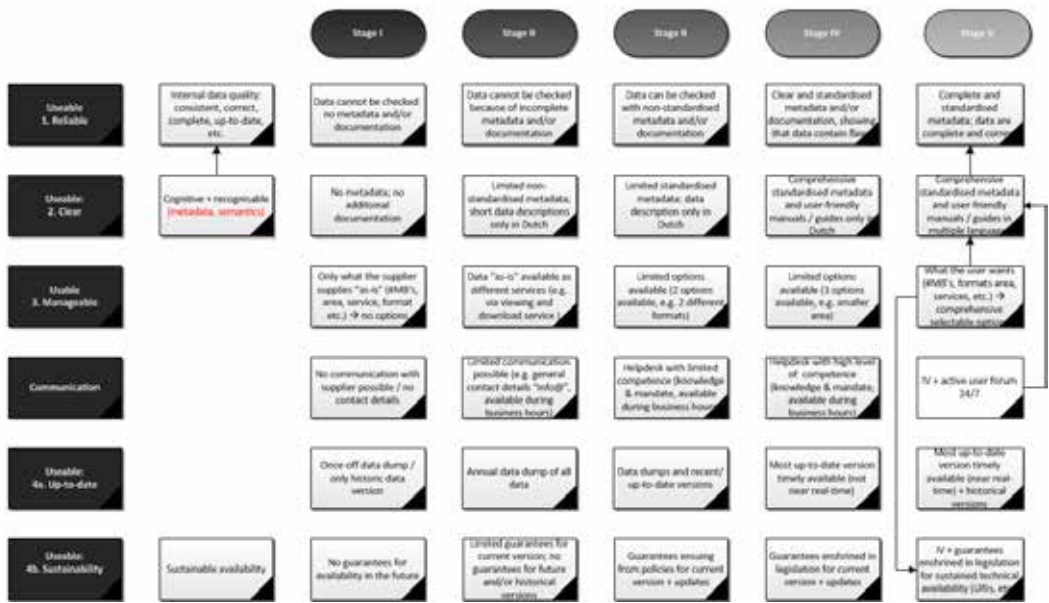 Stage I
Stage II
Stage II
Stage IV
Stage V
Useable
1. Reliable
Internal data quality:
consistent, correct,
complete, up-to-date,
etc.
Data cannot be checked
no metadata and/or
documentation
Data cannot be checked
because of incomplete
metadata and/or
documentation
Data can be checked
with non-standardised
metadata and/or
documentation
Clear and standardised
metadata and/or
documentation, showing
that data contain flaws
Complete and
standardised
metadata; data are
complete and correct
Useable:
2. Clear
Cognitive + recognisable
(metadata, semantics)
No metadata; no
additional
documentation
Limited non-
standardised metadata;
short data descriptions
only in Dutch
Limited standardised
metadata; data
description only in
Dutch
Comprehensive
standardised metadata
and user-friendly
manuals / guides only in
Dutch
Comprehensive
standardised metadata
and user-friendly
manuals / guides in
multiple language
Usable
3. Manageable
Only what the supplier
supplies "as-is" (#MB's,
area, service, format
etc.) → no options
Data "as-is" available as
different services (e.g.
via viewing and
download service )
Limited options
available (2 options
available, e.g. 2 different
formats)
Limited options
available (3 options
available, e.g. smaller
area)
What the user wants
(#MB's, formats area,
services, etc.) →
comprehensive
selectable option
Communication
No communication with
supplier possible / no
contact details
Limited communication
possible (e.g. general
contact details "info@",
available during
business hours)
Helpdesk with limited
competence (knowledge
& mandate, available
during business hours)
Helpdesk with high level
of competence
(knowledge & mandate,
available during
business hours)
IV + active user forum
24/7
Useable:
4a. Up-to-date
Once-off data dump /
only historic data
version
Annual data dump of all
data
Data dumps and recent/
up-to-date versions
Most up-to-date version
timely available (not
near real-time)
Most up-to-date
version timely
available (near real-
time) + historical
versions
Useable:
4b. Sustainability
Sustainable availability
No guarantees for
availability in the future
Limited guarantees for
current version; no
guarantees for future
and/or historical
versions
Guarantees ensuing
from policies for current
version + updates
Guarantees enshrined in
legislation for current
version + updates
IV + guarantees
enshrined in legislation
for sustained technical
availability (URIs, etc